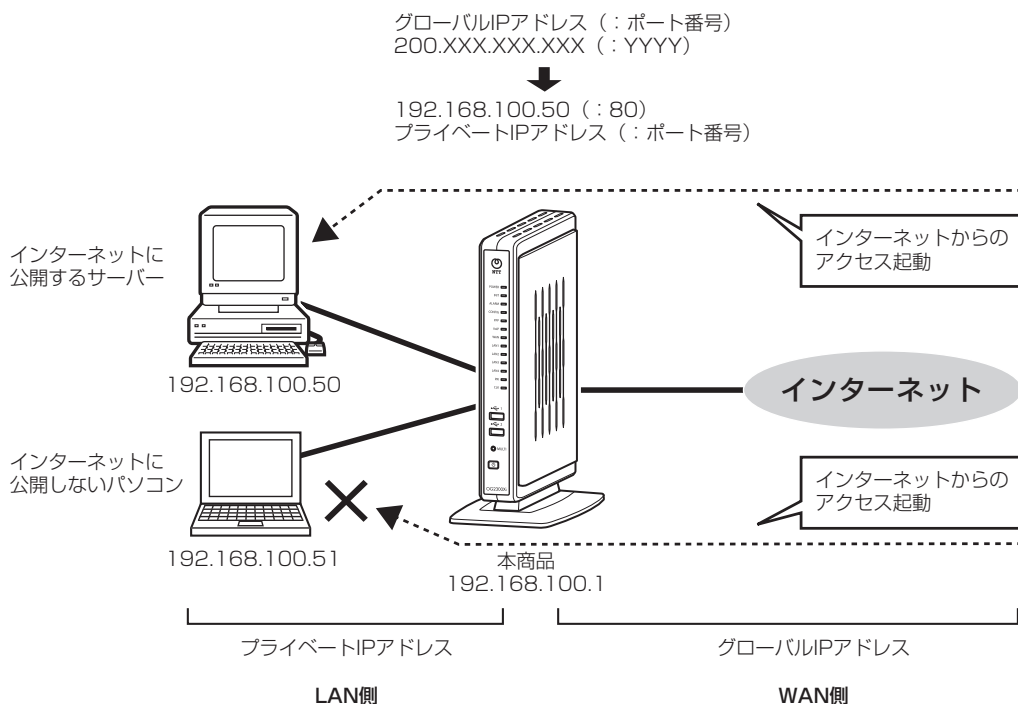 グローバルIPアドレス（：ポート番号）
200.XXX.XXX.XXX（：YYYY）
192.168.100.50（：80）
プライベートIPアドレス（：ポート番号）
インターネットからの
アクセス起動
インターネットに
公開するサーバー
192.168.100.50
NTT
インターネット
インターネットに
公開しないパソコン
192.168.100.51
インターネットからの
アクセス起動
本商品
192.168.100.1
プライベートIPアドレス
グローバルIPアドレス
LAN側
WAN側